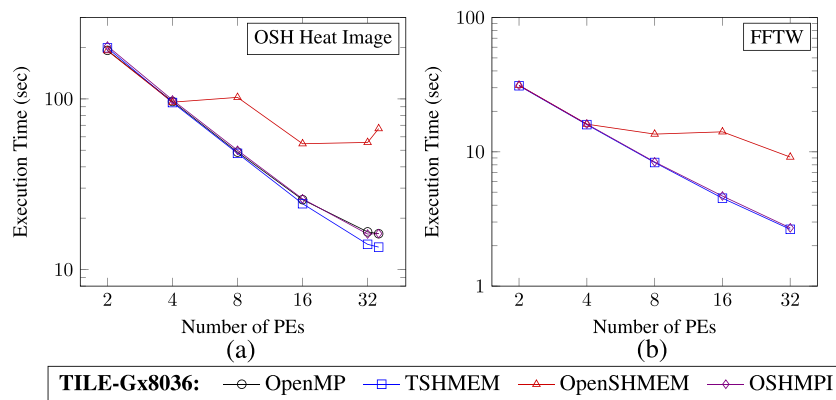 OSH Heat Image
FFTW
Execution Time (sec)
100
10
2 4 8 16 32
Number of PEs
(a)
Execution Time (sec)
100
10
1
2 4 8 16 32
Number of PEs
(b)
TILE-Gx8036: OpenMP TSHMEM OpenSHMEM OSHMPI